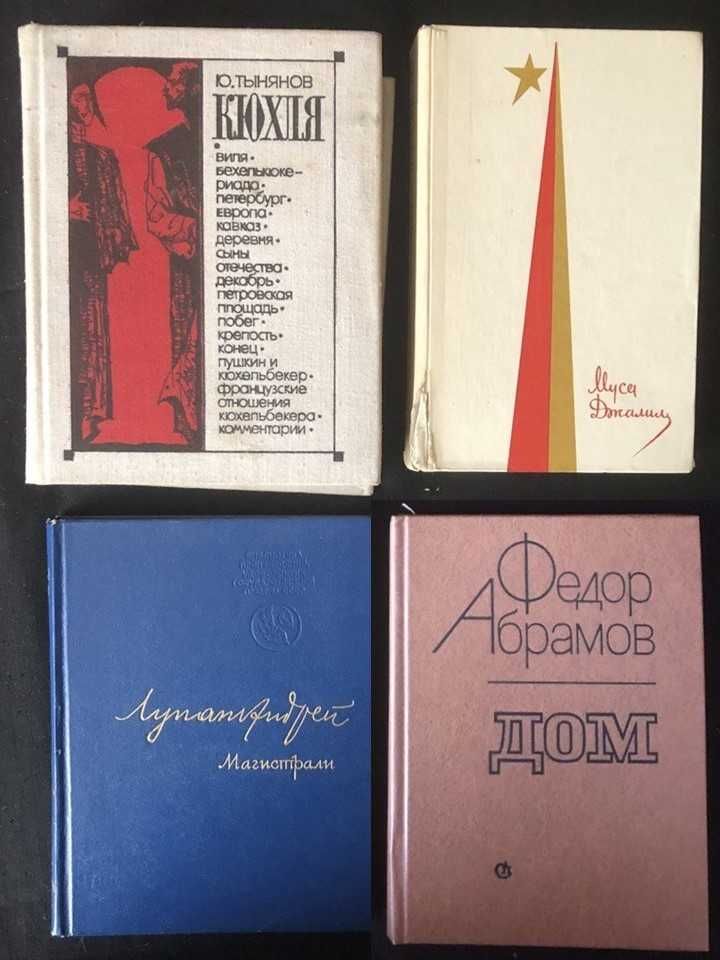 Ю. ТЫНЯНОВ
КЮХЛЯ
• ВИЛЯ •
БЕХЕЛЬКЮКЕ-
РИАДА •
ПЕТЕРБУРГ •
ЕВРОПА •
КАВКАЗ •
ДЕРЕВНЯ •
СЫНЫ
ОТЕЧЕСТВА •
ДЕКАБРЬ •
ПЕТРОВСКАЯ
ПЛОЩАДЬ •
ПОБЕГ •
КРЕПОСТЬ •
КОНЕЦ •
ПУШКИН И
КЮХЕЛЬБЕКЕР •
ФРАНЦУЗСКИЕ
ОТНОШЕНИЯ
КЮХЕЛЬБЕКЕРА •
КОММЕНТАРИИ •
Муса
Джалиль
Лупан Андрей
Магистрали
Федор
Абрамов
ДОМ